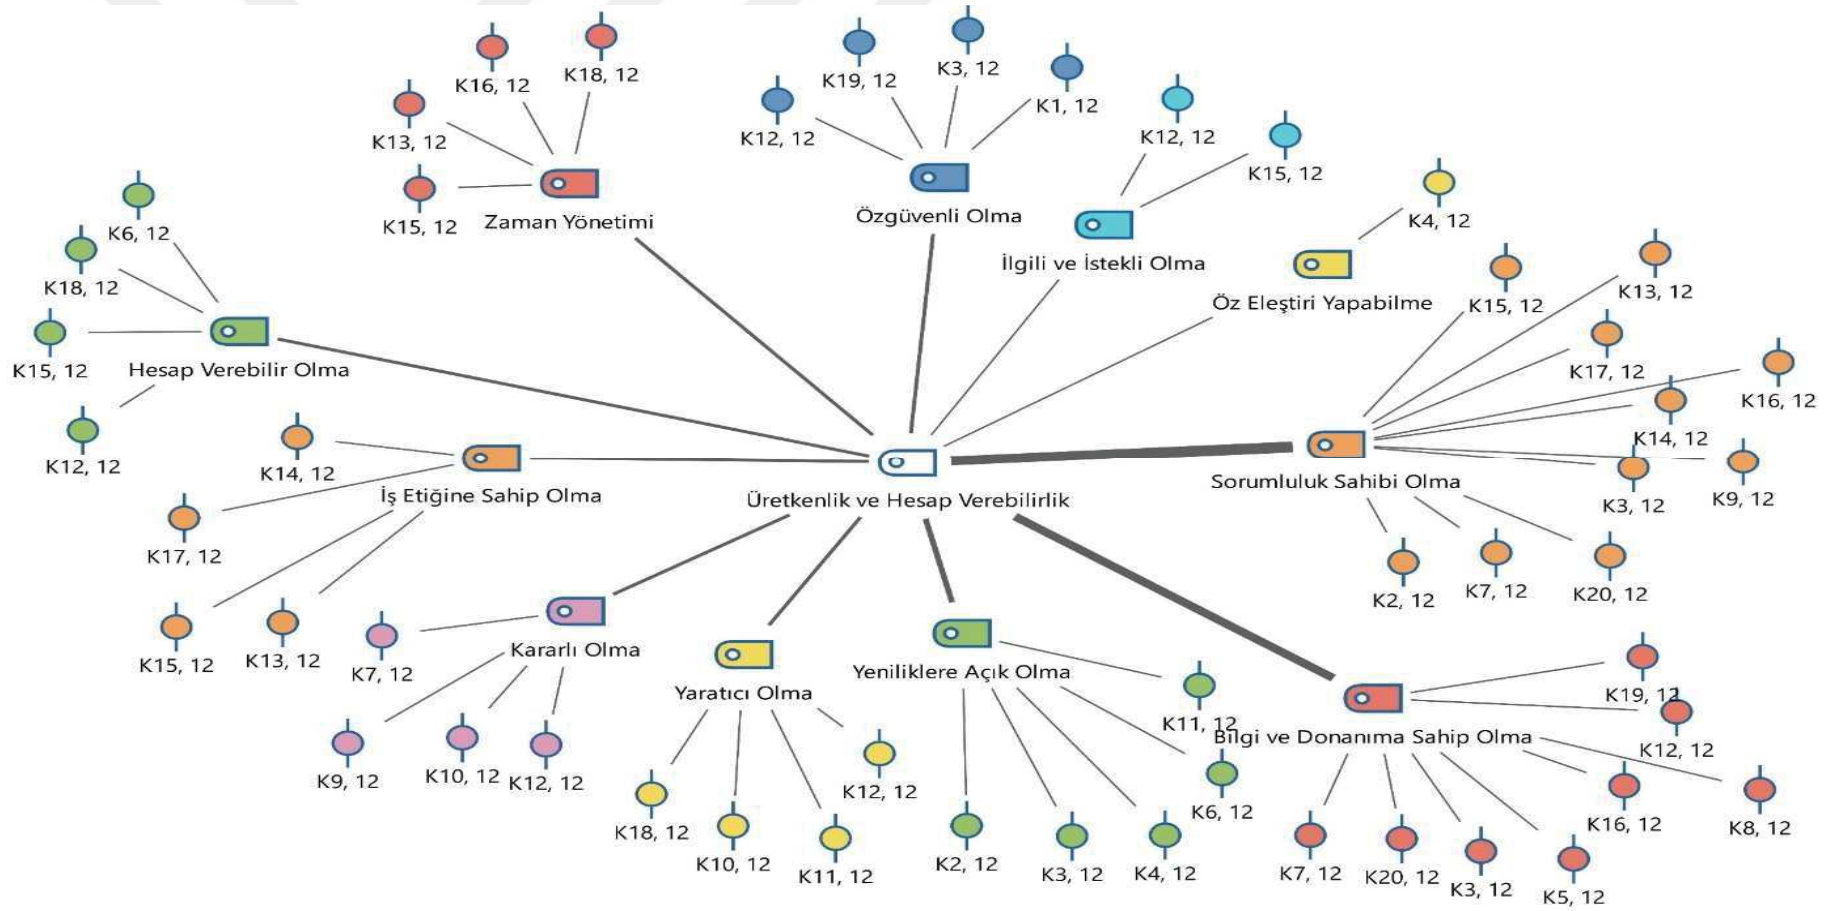 K18, 12
K16, 12
K13, 12
K15, 12
Zaman Yönetimi
K3, 12
K19, 12
K1, 12
K12, 12
Özgüvenli Olma
K12, 12
K15, 12
İlgili ve İstekli Olma
K4, 12
Öz Eleştiri Yapabilme
K6, 12
K18, 12
K15, 12
Hesap Verebilir Olma
K12, 12
K15, 12
K13, 12
K17, 12
K16, 12
K14, 12
Sorumluluk Sahibi Olma
K3, 12
K9, 12
K2, 12
K7, 12
K20, 12
K14, 12
İş Etiğine Sahip Olma
K17, 12
K15, 12
K13, 12
Üretkenlik ve Hesap Verebilirlik
K7, 12
Kararlı Olma
K9, 12
K10, 12
K12, 12
Yaratıcı Olma
K12, 12
K18, 12
K10, 12
K11, 12
Yeniliklere Açık Olma
K11, 12
K6, 12
K2, 12
K3, 12
K4, 12
K19, 12
Bilgi ve Donanıma Sahip Olma
K12, 12
K16, 12
K8, 12
K7, 12
K20, 12
K3, 12
K5, 12